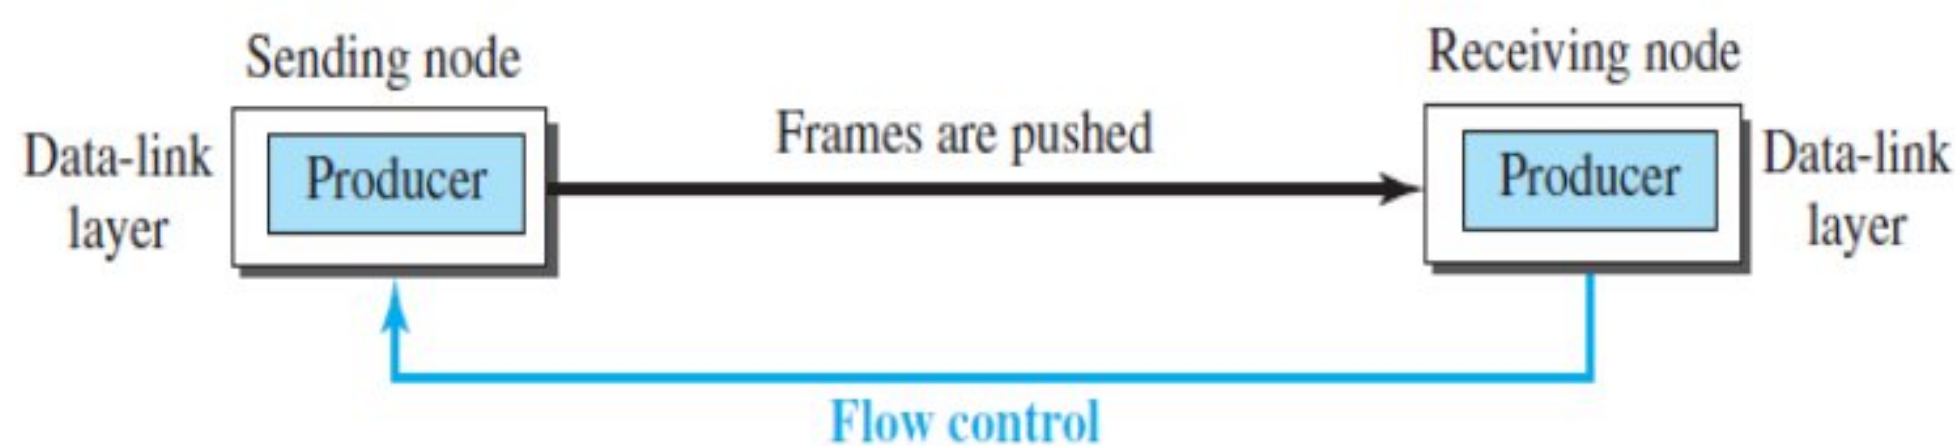 Sending node
Receiving node
Data-link
layer
Producer
Frames are pushed
Producer
Data-link
layer
Flow control